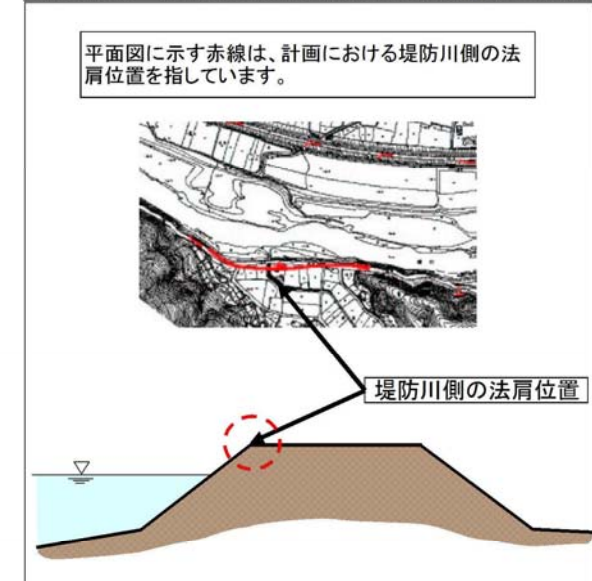 平面図に示す赤線は、計画における堤防川側の法
肩位置を指しています。
堤防川側の法肩位置